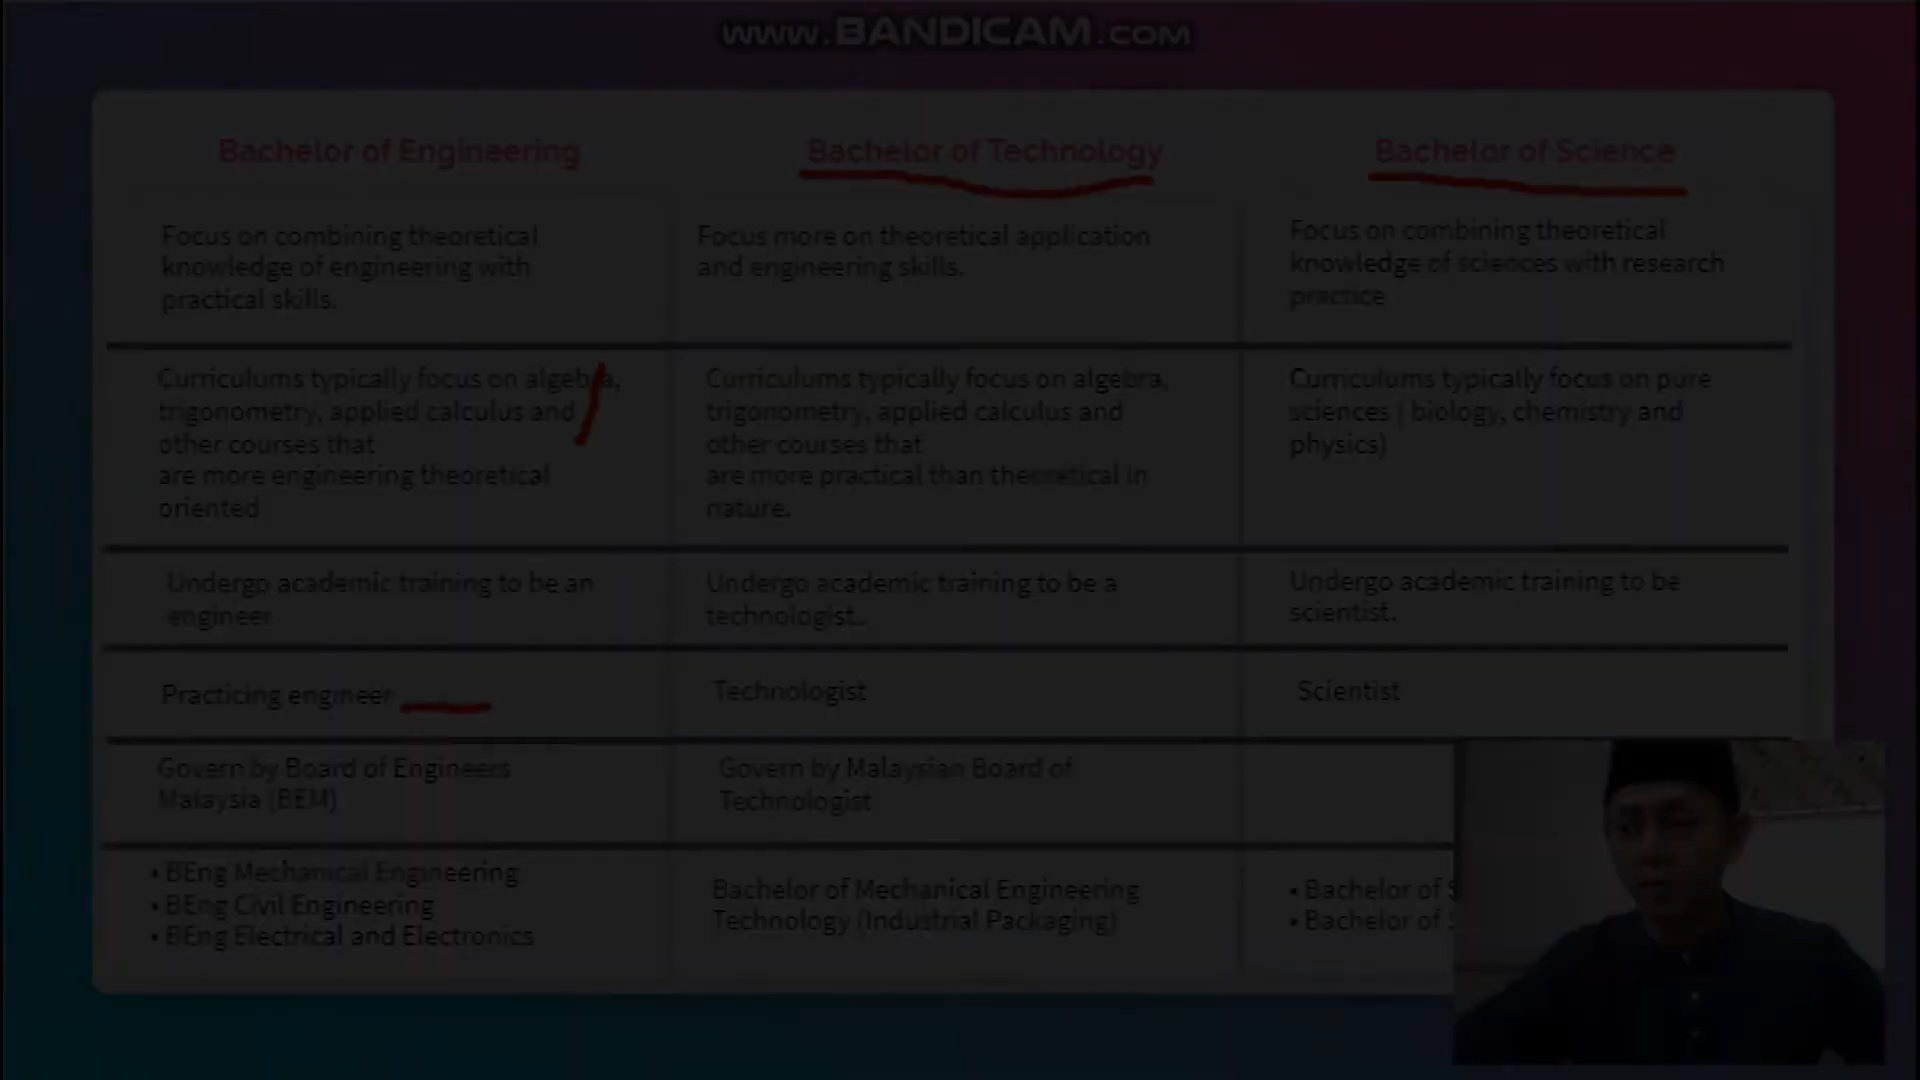 www.BANDICAM.com
Bachelor of Engineering
Bachelor of Technology
Bachelor of Science
Focus on combining theoretical
knowledge of engineering with
practical skills.
Focus more on theoretical application
and engineering skills.
Focus on combining theoretical
knowledge of sciences with research
practice
Curriculums typically focus on algebra,
trigonometry, applied calculus and
other courses that
are more engineering theoretical
oriented
Curriculums typically focus on algebra,
trigonometry, applied calculus and
other courses that
are more practical than theoretical in
nature.
Curriculums typically focus on pure
sciences ( biology, chemistry and
physics)
Undergo academic training to be an
engineer
Undergo academic training to be a
technologist..
Undergo academic training to be
scientist.
Practicing engineer
Technologist
Scientist
Govern by Board of Engineers
Malaysia (BEM)
Govern by Malaysian Board of
Technologist
• BEng Mechanical Engineering
• BEng Civil Engineering
• BEng Electrical and Electronics
Bachelor of Mechanical Engineering
Technology (Industrial Packaging)
• Bachelor of
• Bachelor of